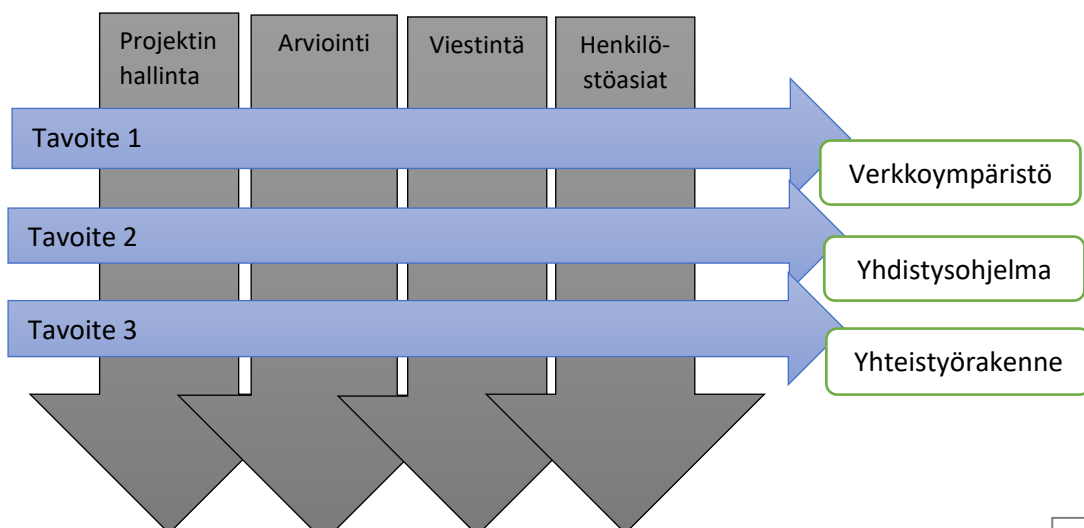 Projektin
hallinta
Arviointi
Viestintä
Henkilö-
stöasiat
Tavoite 1
Verkkoympäristö
Tavoite 2
Yhdistysohjelma
Tavoite 3
Yhteistyörakenne